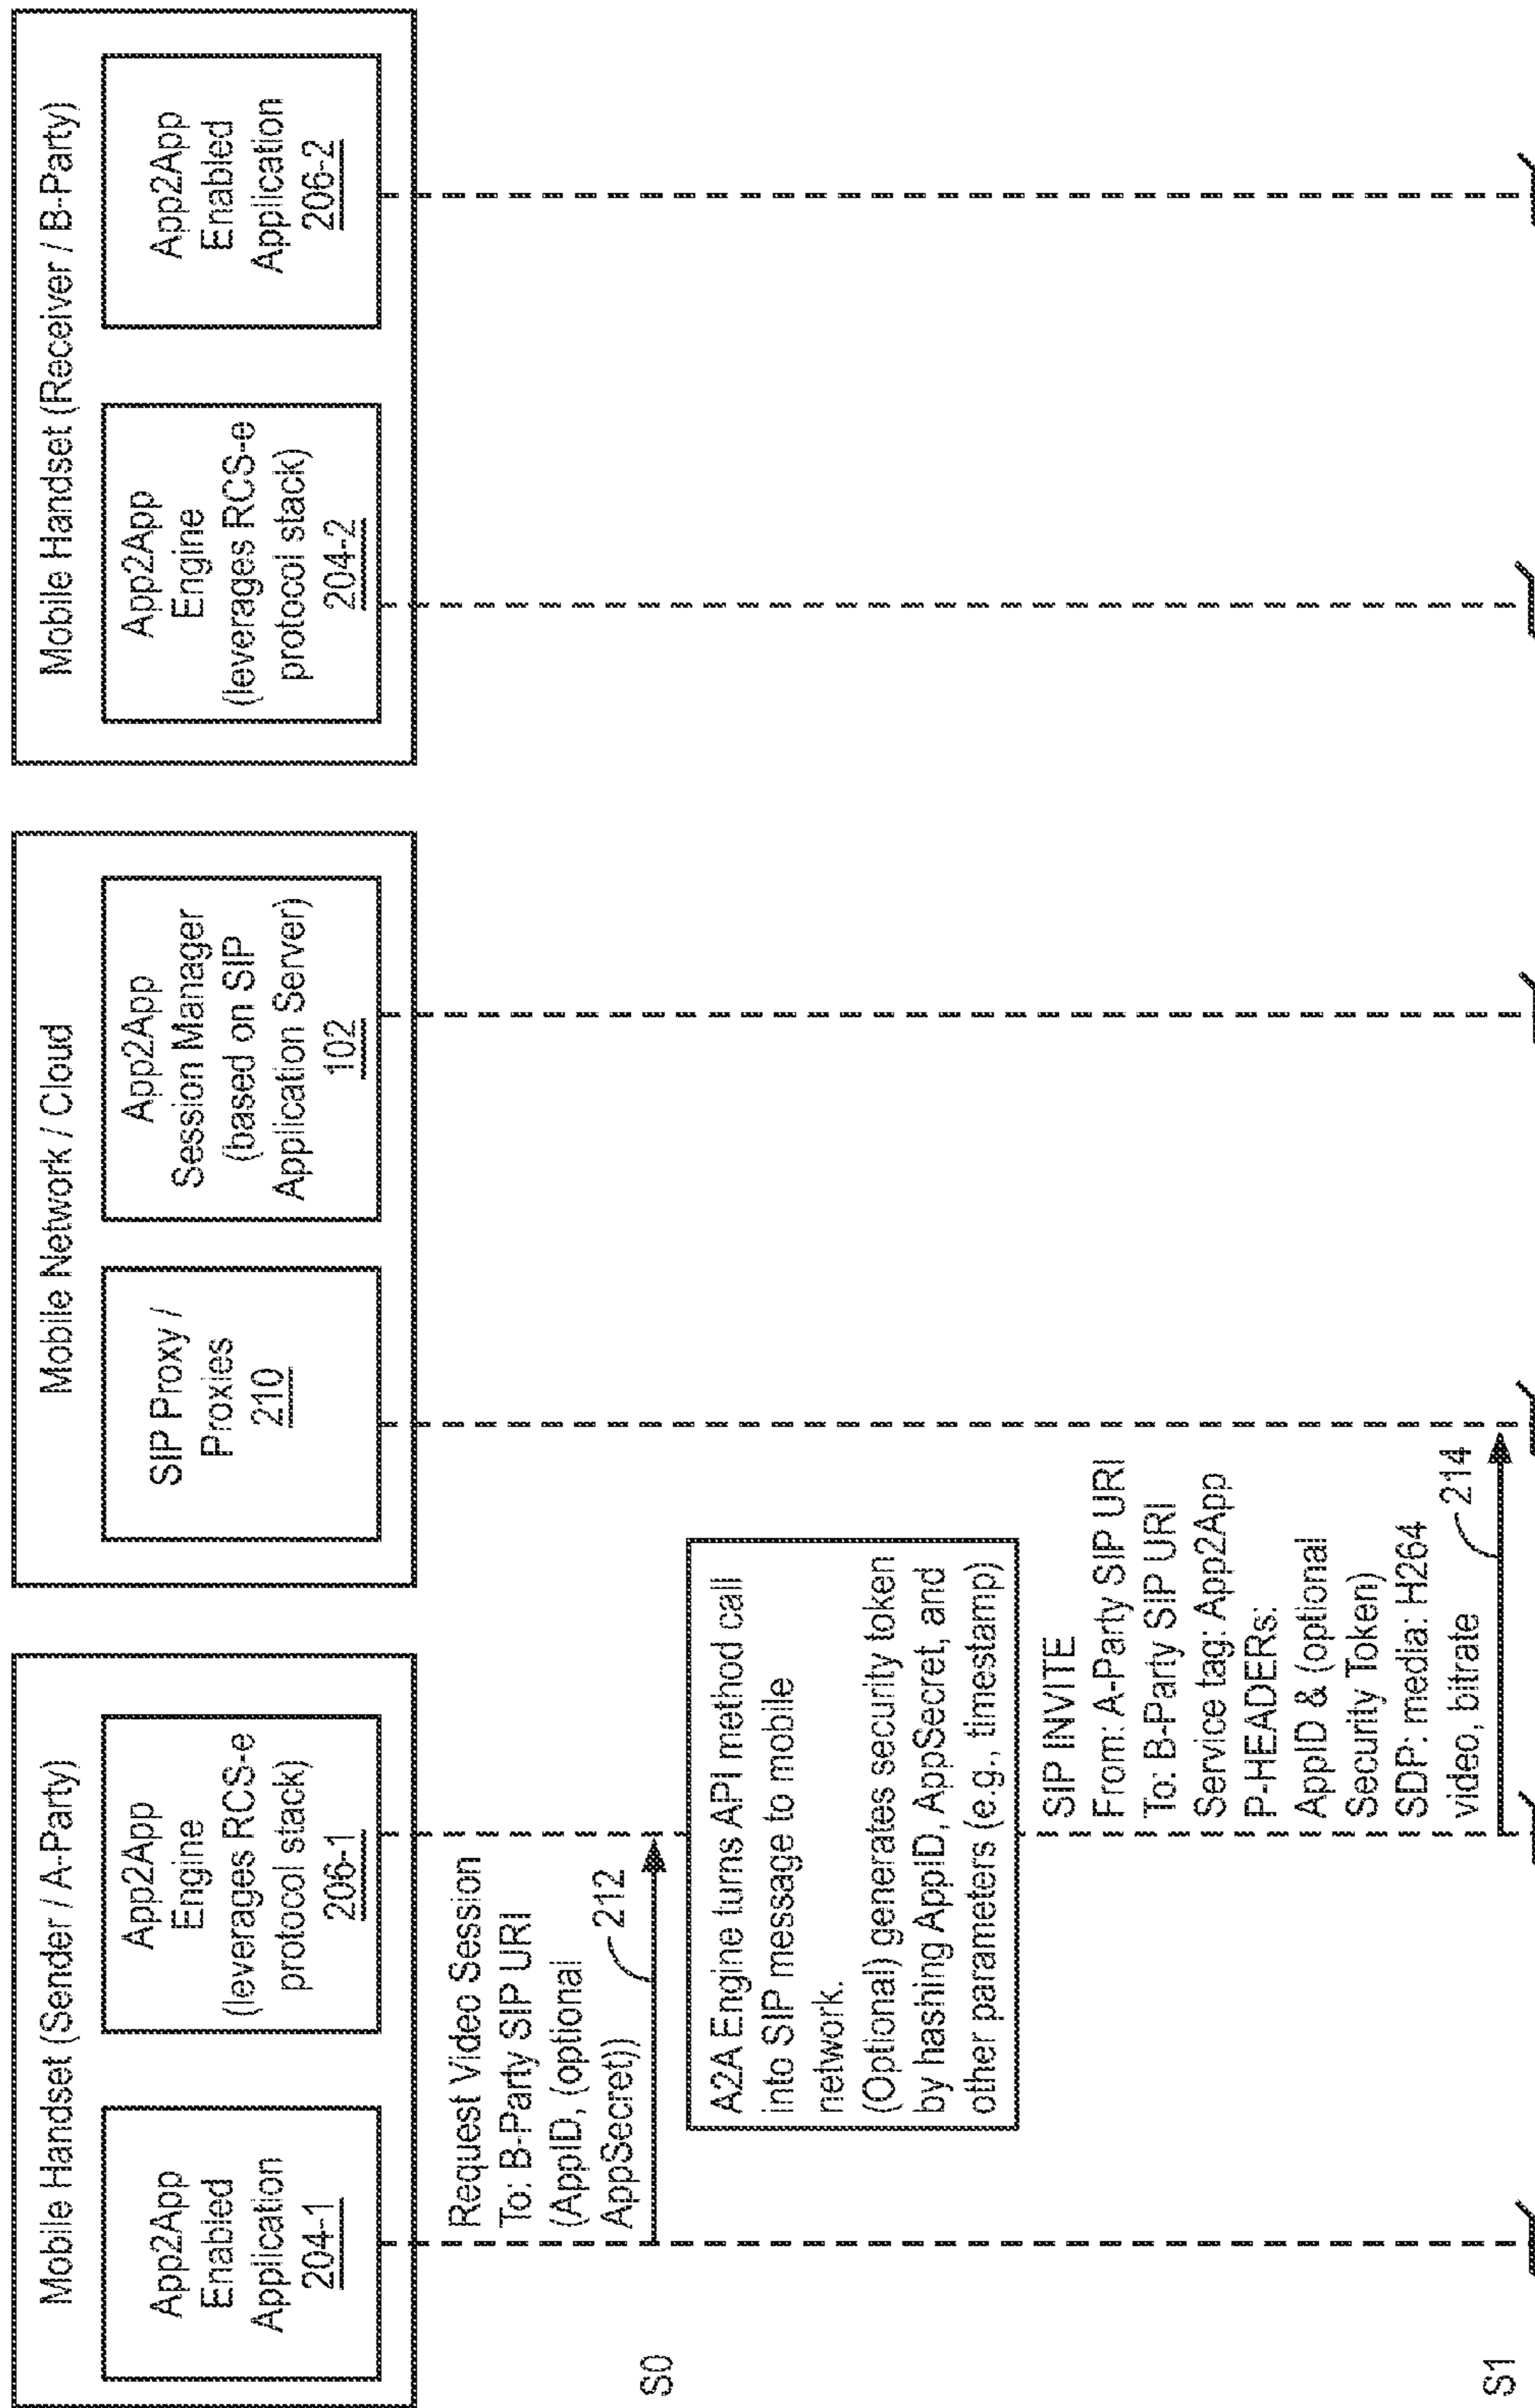 Mobile Handset (Sender / A-Party)
App2App
Enabled
Application
204-1
App2App
Engine
(leverages RCS-e
protocol stack)
206-1
Mobile Network / Cloud
SIP Proxy /
Proxies
210
App2App
Session Manager
(based on SIP
Application Server)
102
Mobile Handset (Receiver / B-Party)
App2App
Engine
(leverages RCS-e
protocol stack)
204-2
App2App
Enabled
Application
206-2
Request Video Session
To: B-Party SIP URI
(AppID, (optional
AppSecret))
212
S0
A2A Engine turns API method call
into SIP message to mobile
network.
(Optional) generates security token
by hashing AppID, AppSecret, and
other parameters (e.g., timestamp)
SIP INVITE
From: A-Party SIP URI
To: B-Party SIP URI
Service tag: App2App
P-HEADERs:
AppID & (optional
Security Token)
SDP: media: H264
video, bitrate
214
S1